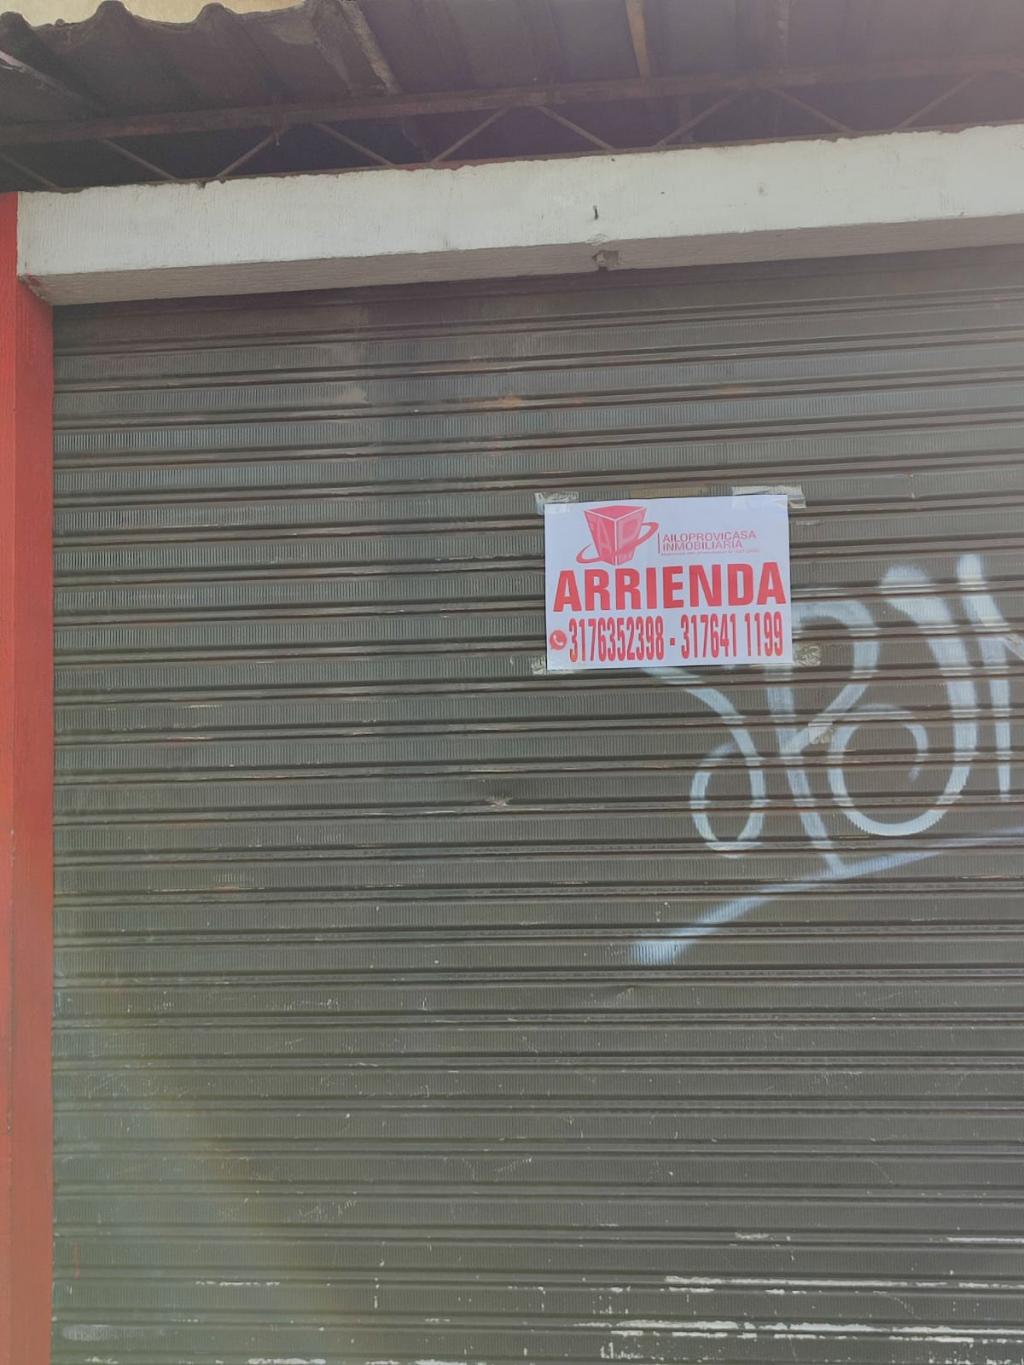 AILOPROVICASA
INMOBILIARIA
ARRIENDA
3176352398 - 317641 1199